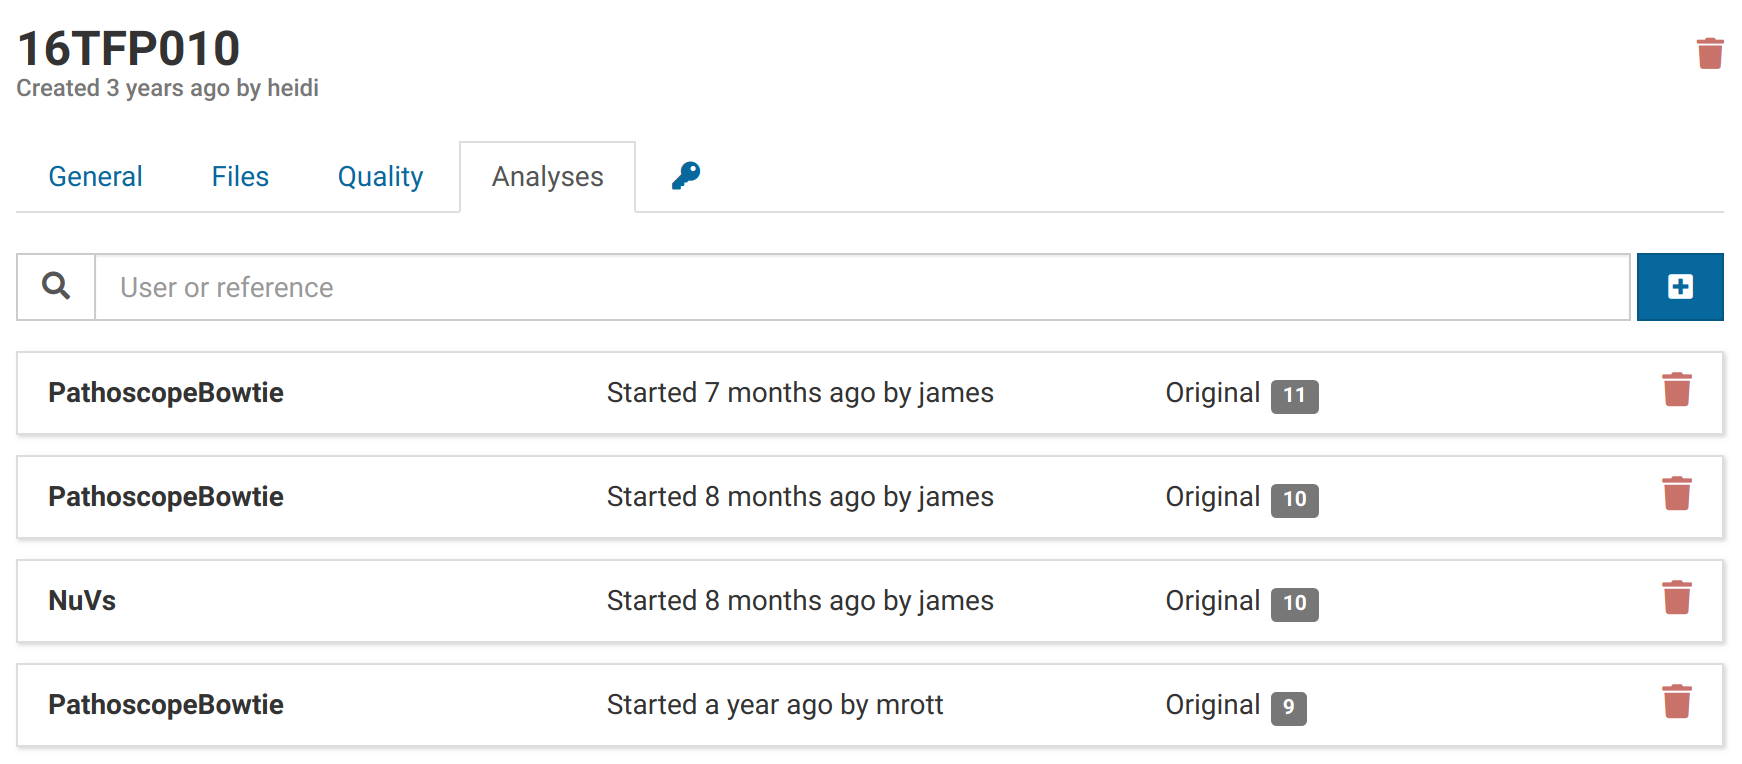 16TFP010
Created 3 years ago by heidi
General Files Quality Analyses
User or reference
PathoscopeBowtie Started 7 months ago by james Original 11
PathoscopeBowtie Started 8 months ago by james Original 10
NuVs Started 8 months ago by james Original 10
PathoscopeBowtie Started a year ago by mrott Original 9